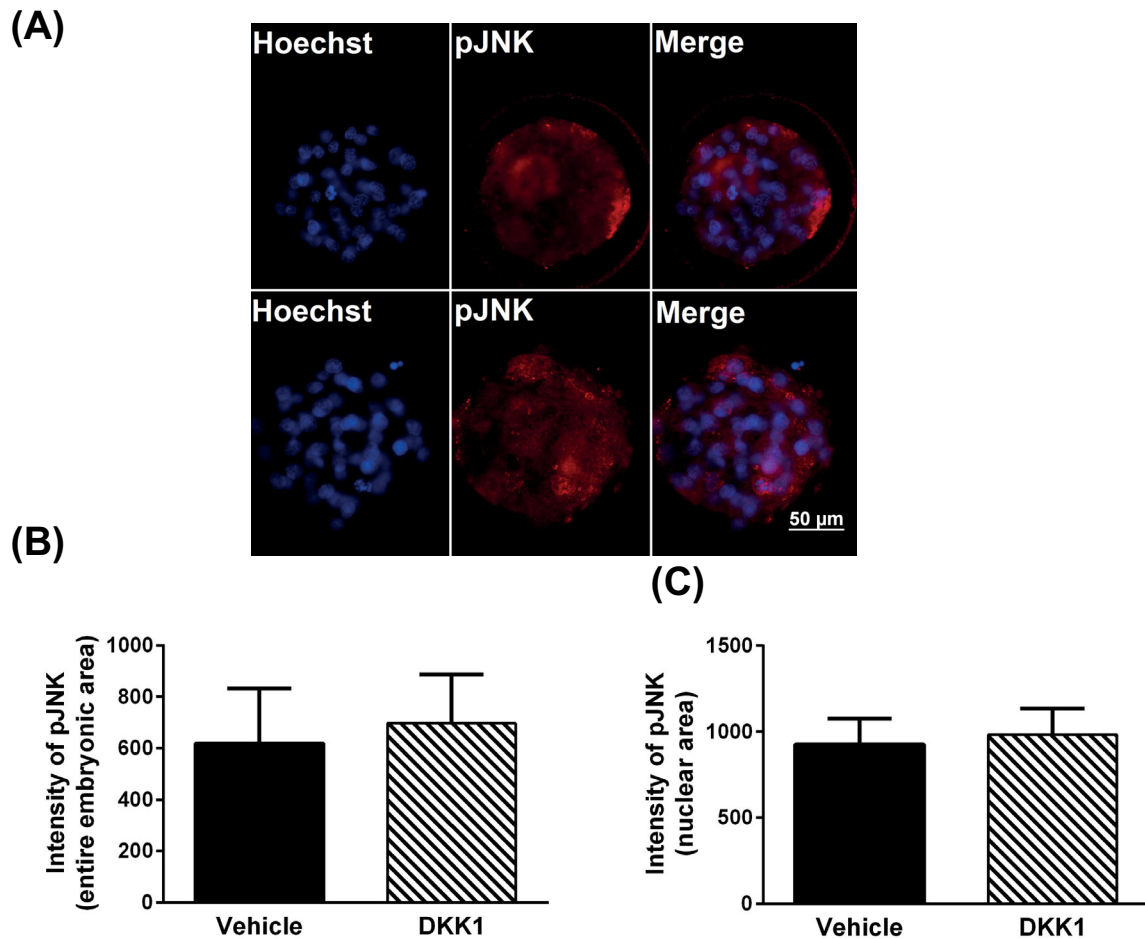 (A)
Hoechst pJNK Merge
Hoechst pJNK Merge
50 µm
(B)
1000
800
600
400
200
0
Intensity of pJNK
(entire embryonic area)
Vehicle DKK1
(C)
1500
1000
500
0
Intensity of pJNK
(nuclear area)
Vehicle DKK1